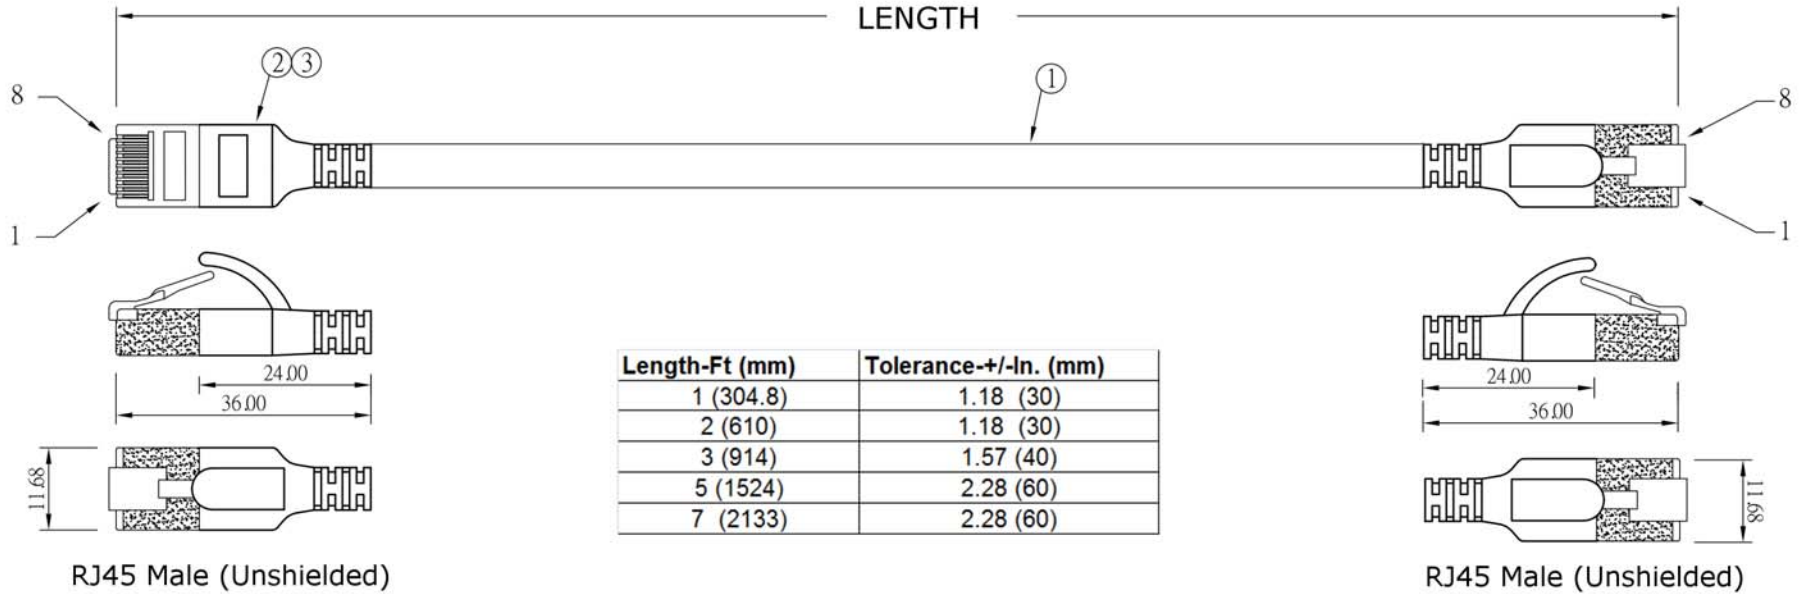 LENGTH
2 3
1
8
8
1
1
24.00
36.00
24.00
36.00
Length-Ft (mm) Tolerance-+/-In. (mm)
1 (304.8) 1.18 (30)
2 (610) 1.18 (30)
3 (914) 1.57 (40)
5 (1524) 2.28 (60)
7 (2133) 2.28 (60)
11.68
11.68
RJ45 Male (Unshielded)
RJ45 Male (Unshielded)